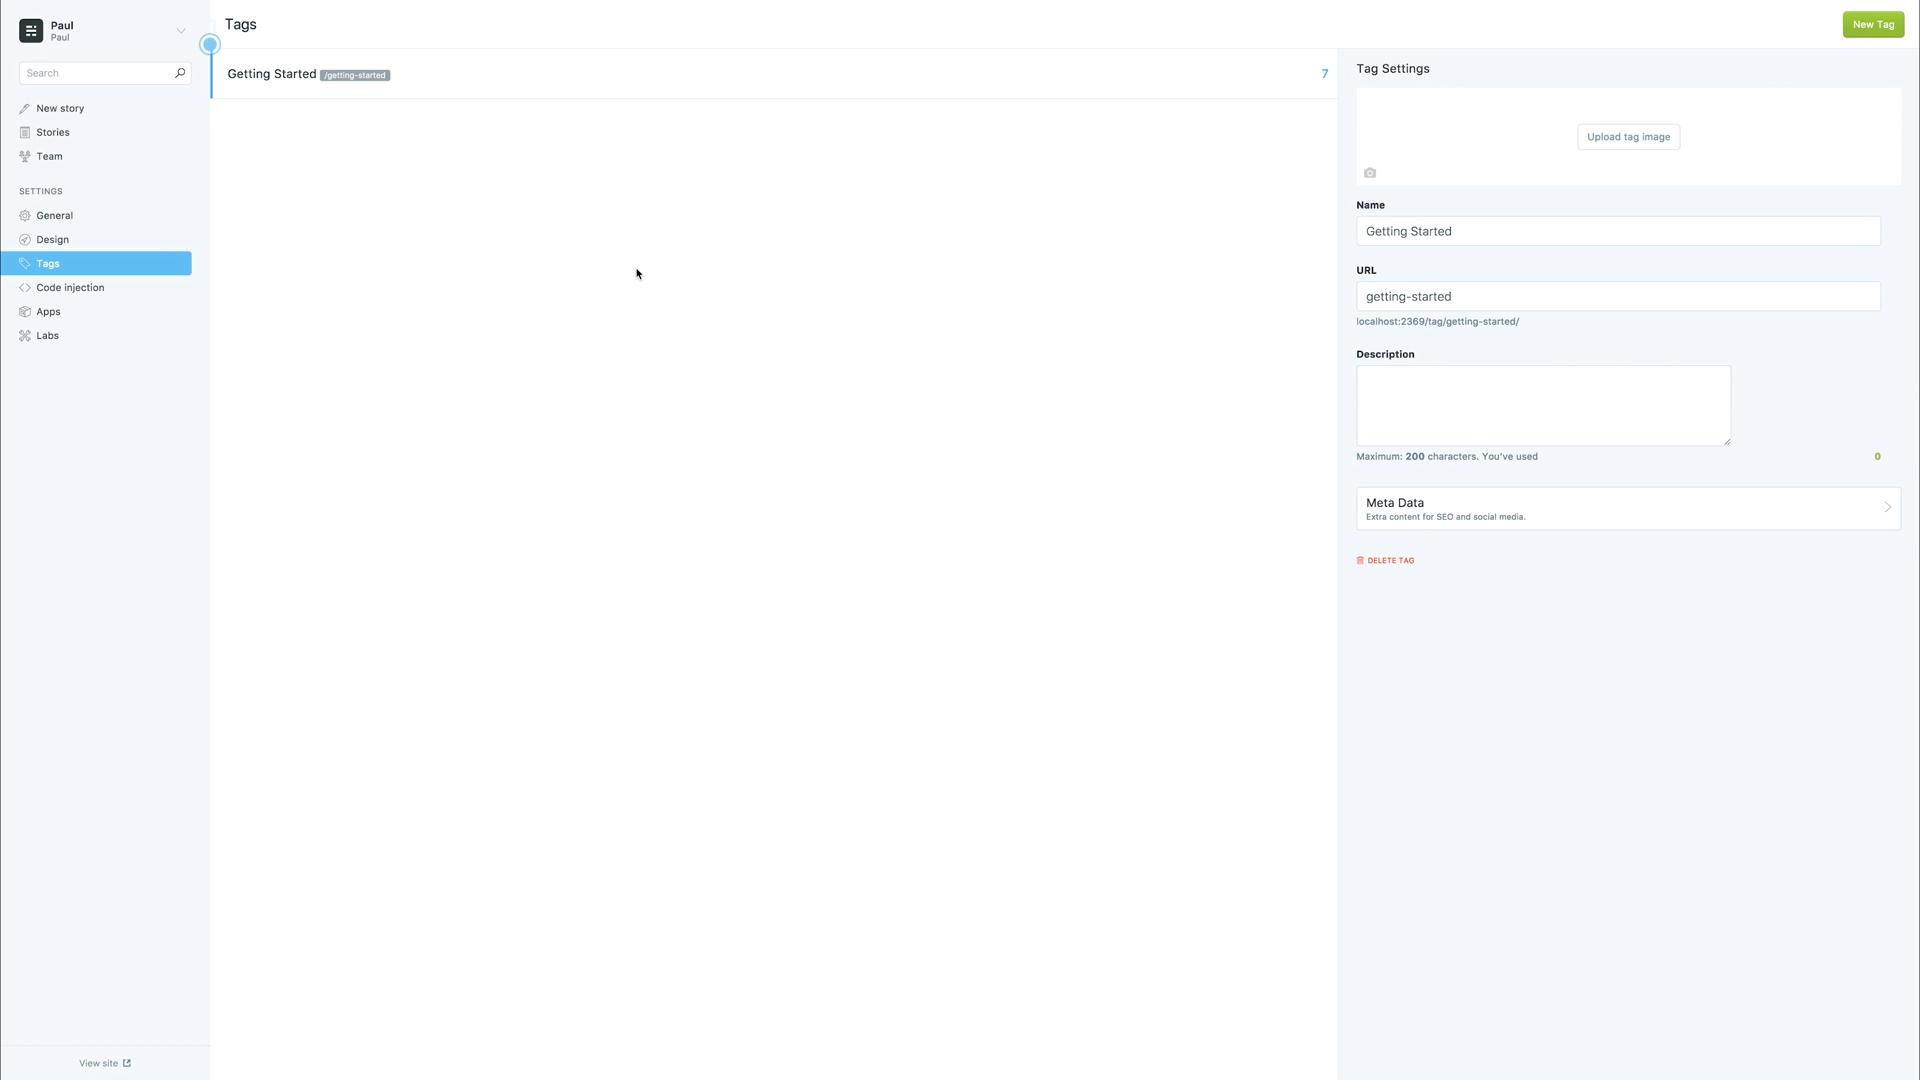 Paul
Paul
Search
New story
Stories
Team
SETTINGS
General
Design
Tags
Code injection
Apps
Labs
View site
Tags
New Tag
Getting Started /getting-started 7
Tag Settings
Upload tag image
Name
Getting Started
URL
getting-started
localhost:2369/tag/getting-started/
Description
Maximum: 200 characters. You've used 0
Meta Data
Extra content for SEO and social media.
DELETE TAG